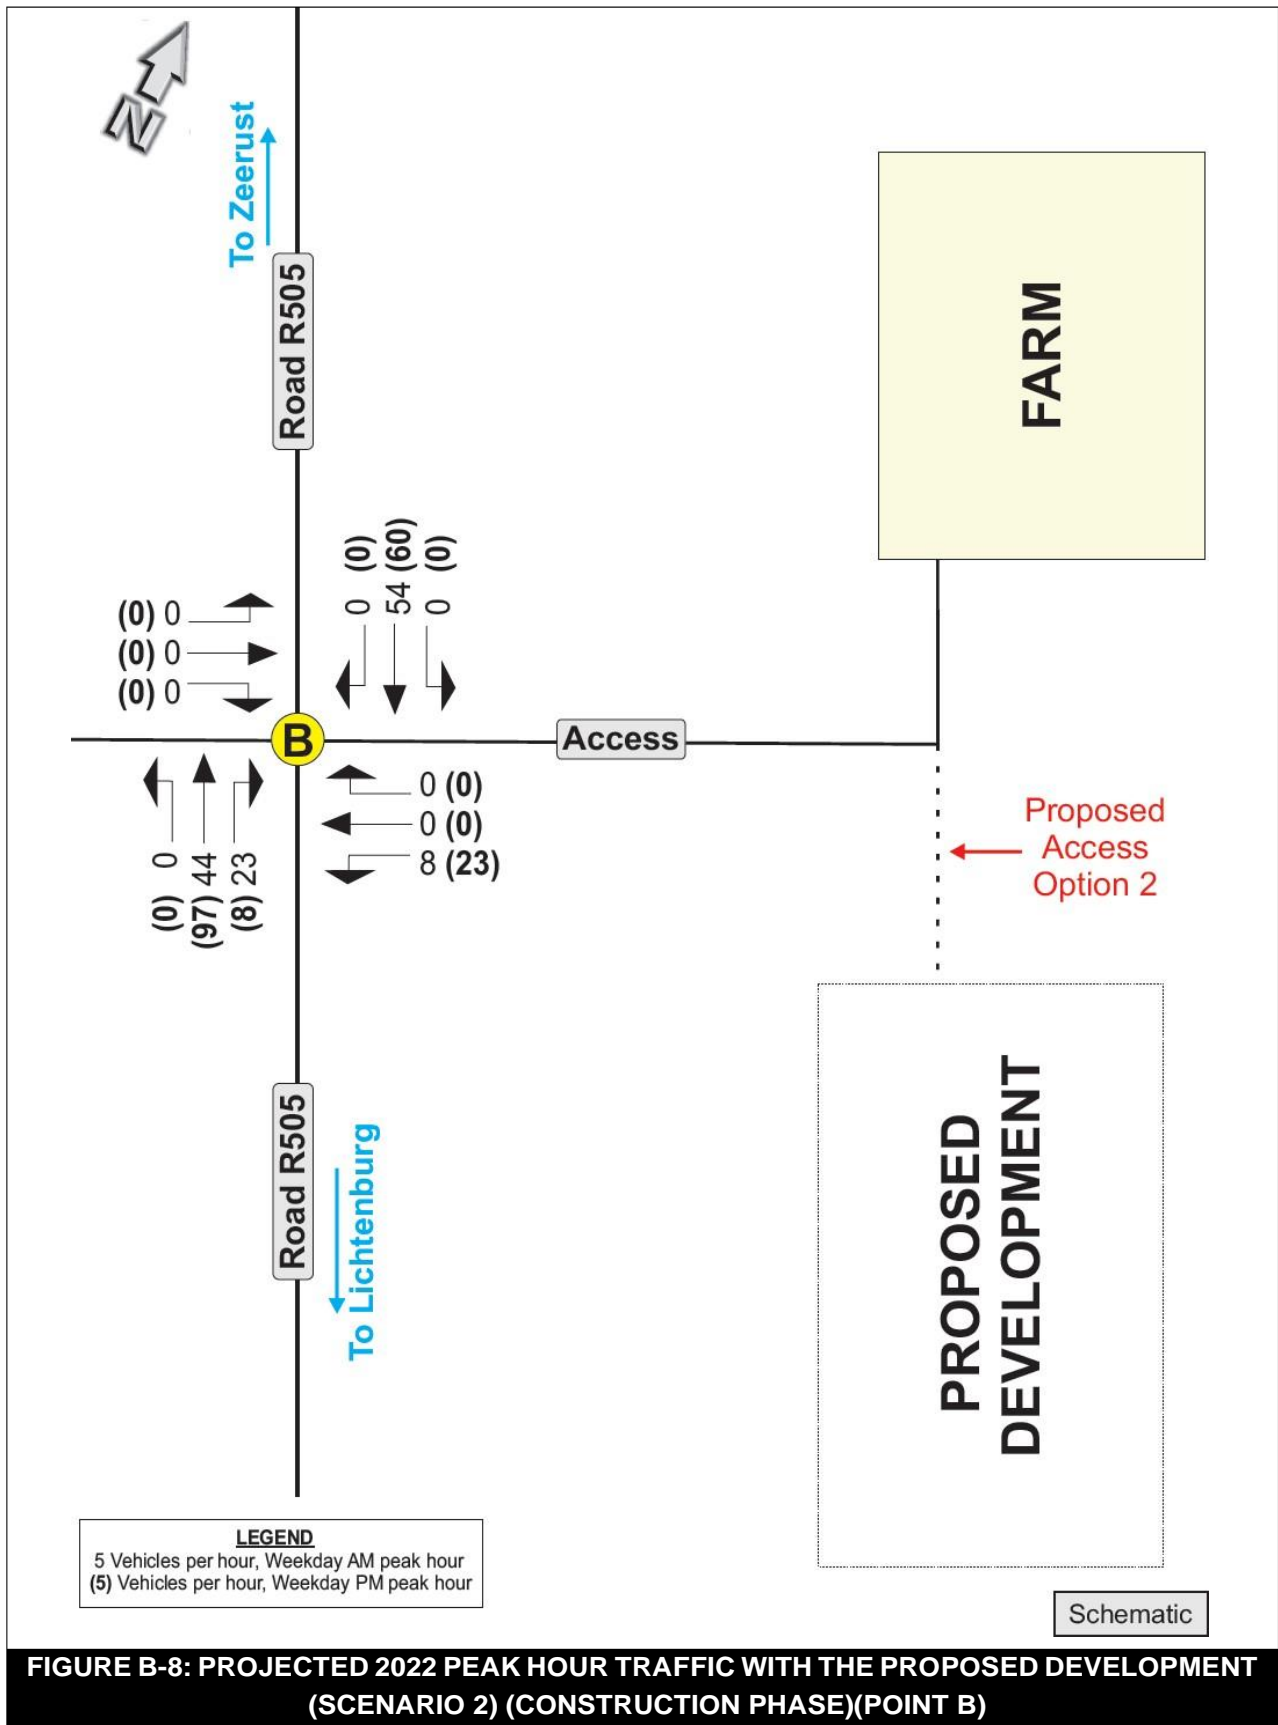 N
To Zeerust
Road R505
FARM
0 (0)
54 (60)
0 (0)
(0) 0
(0) 0
(0) 0
B
Access
0 (0)
0 (0)
8 (23)
(0) 0
(97) 44
(8) 23
Proposed
Access
Option 2
Road R505
To Lichtenburg
PROPOSED
DEVELOPMENT
LEGEND
5 Vehicles per hour, Weekday AM peak hour
(5) Vehicles per hour, Weekday PM peak hour
Schematic
FIGURE B-8: PROJECTED 2022 PEAK HOUR TRAFFIC WITH THE PROPOSED DEVELOPMENT
(SCENARIO 2) (CONSTRUCTION PHASE)(POINT B)